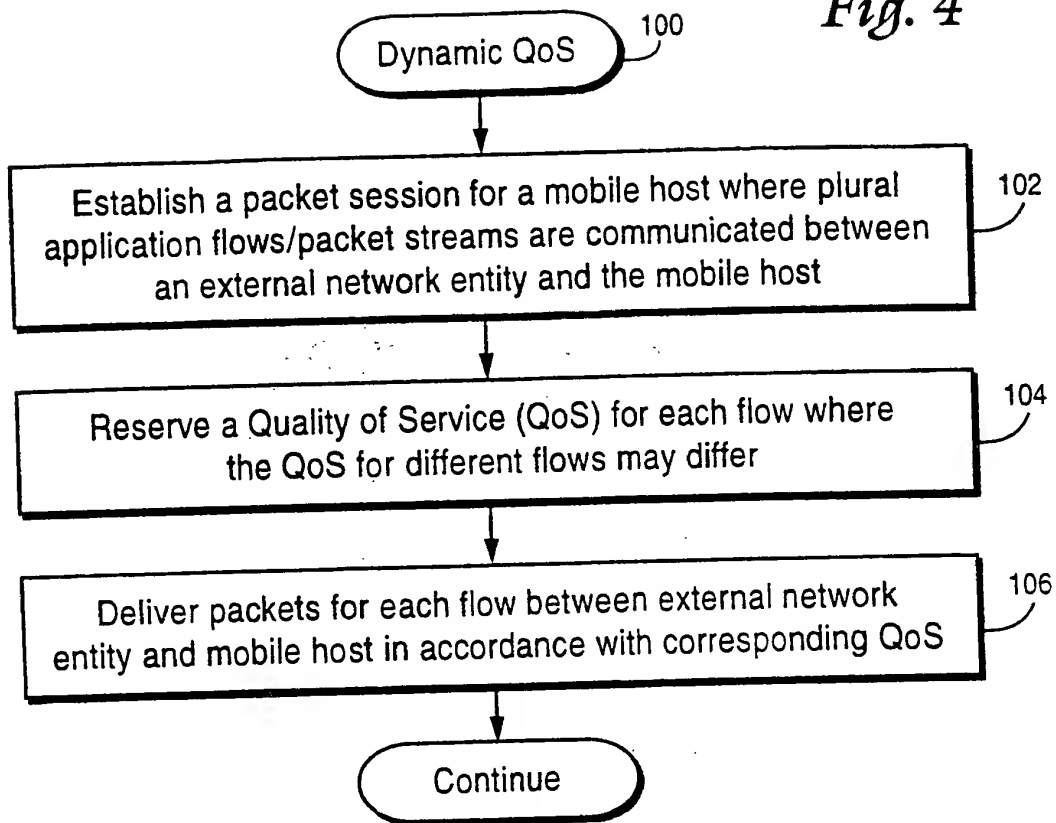 Fig. 4
Dynamic QoS
100
Establish a packet session for a mobile host where plural
application flows/packet streams are communicated between
an external network entity and the mobile host
102
Reserve a Quality of Service (QoS) for each flow where
the QoS for different flows may differ
104
Deliver packets for each flow between external network
entity and mobile host in accordance with corresponding QoS
106
Continue